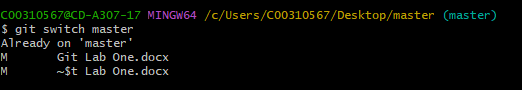 C00310567@CD-A307-17 MINGW64 /c/Users/C00310567/Desktop/master (master)
$ git switch master
Already on 'master'
M       Git Lab One.docx
M       ~$t Lab One.docx